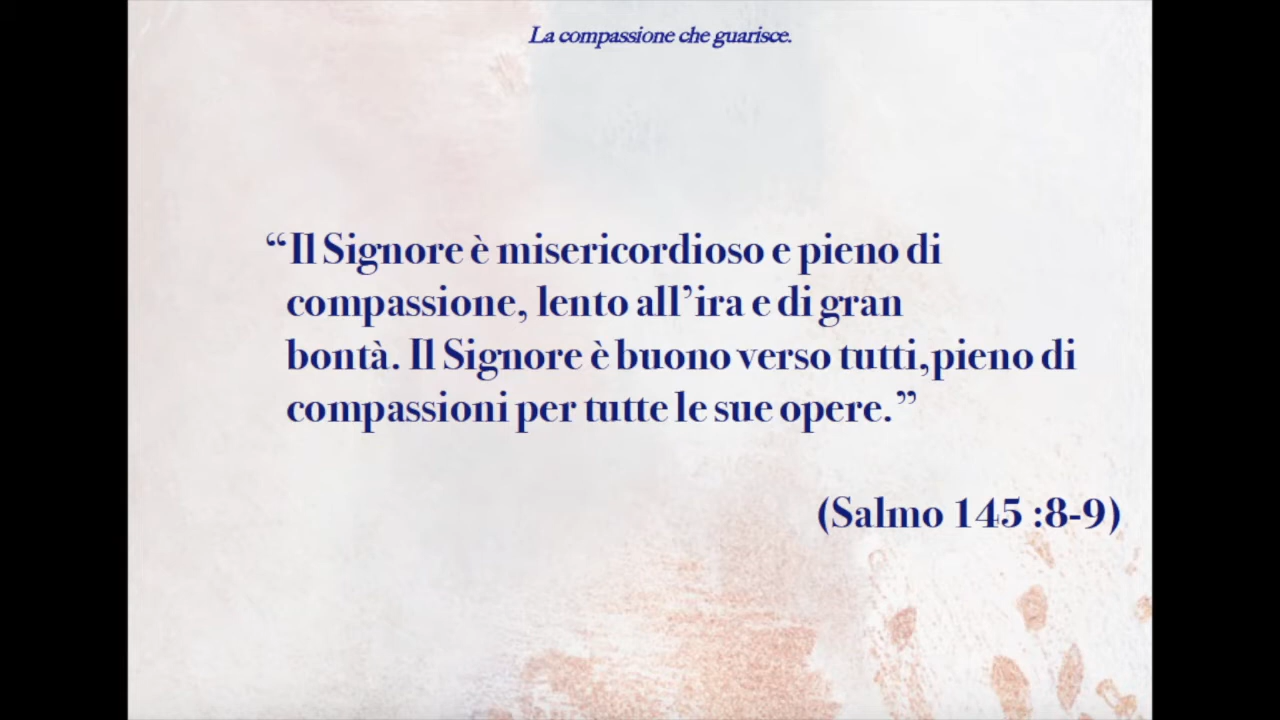 La compassione che guarisce.
“Il Signore è misericordioso e pieno di
compassione, lento all’ira e di gran
bontà. Il Signore è buono verso tutti,pieno di
compassioni per tutte le sue opere.”
(Salmo 145 :8-9)